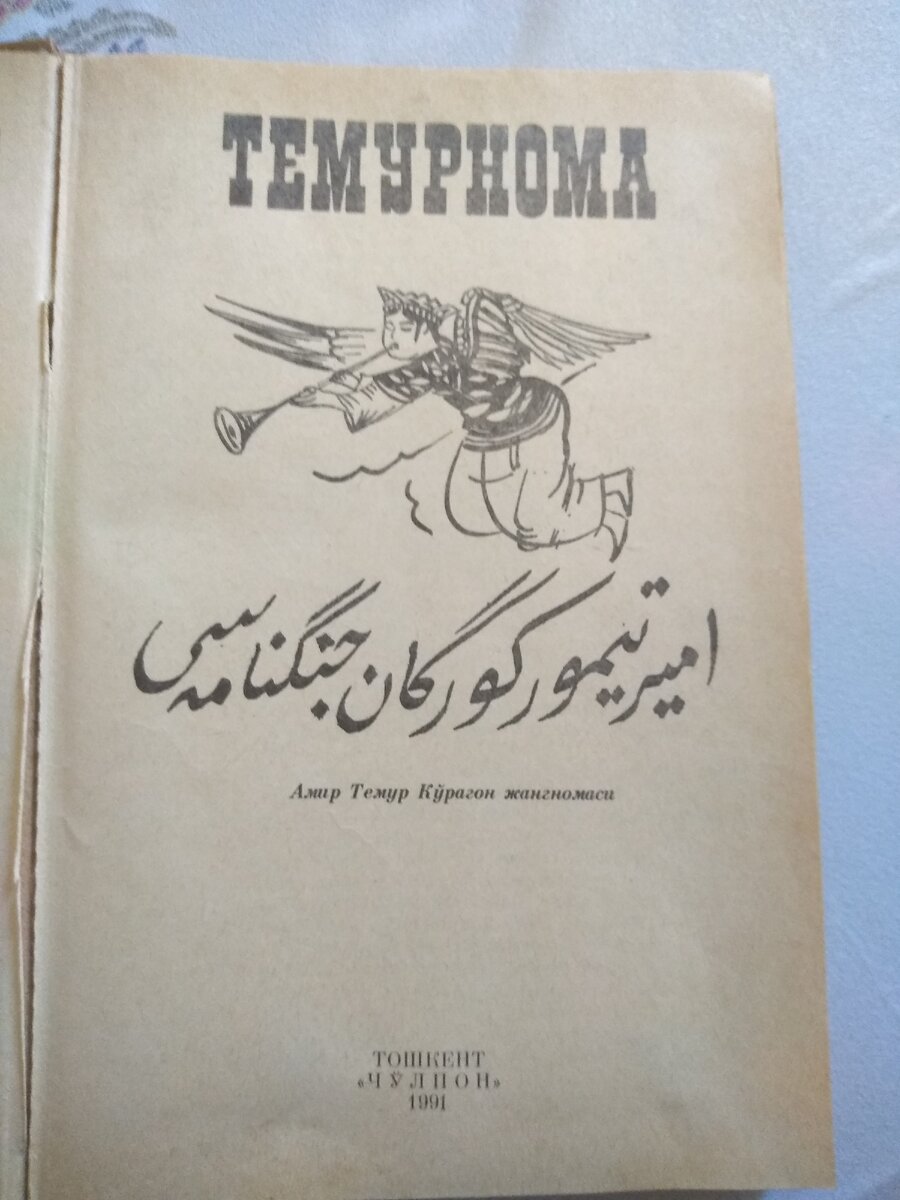 ТЕМУРНОМА
امیر تیمور کورگان جنگنامه سی
Амир Темур Кўрагон жангномаси
ТОШКЕНТ
«ЧЎЛПОН»
1991